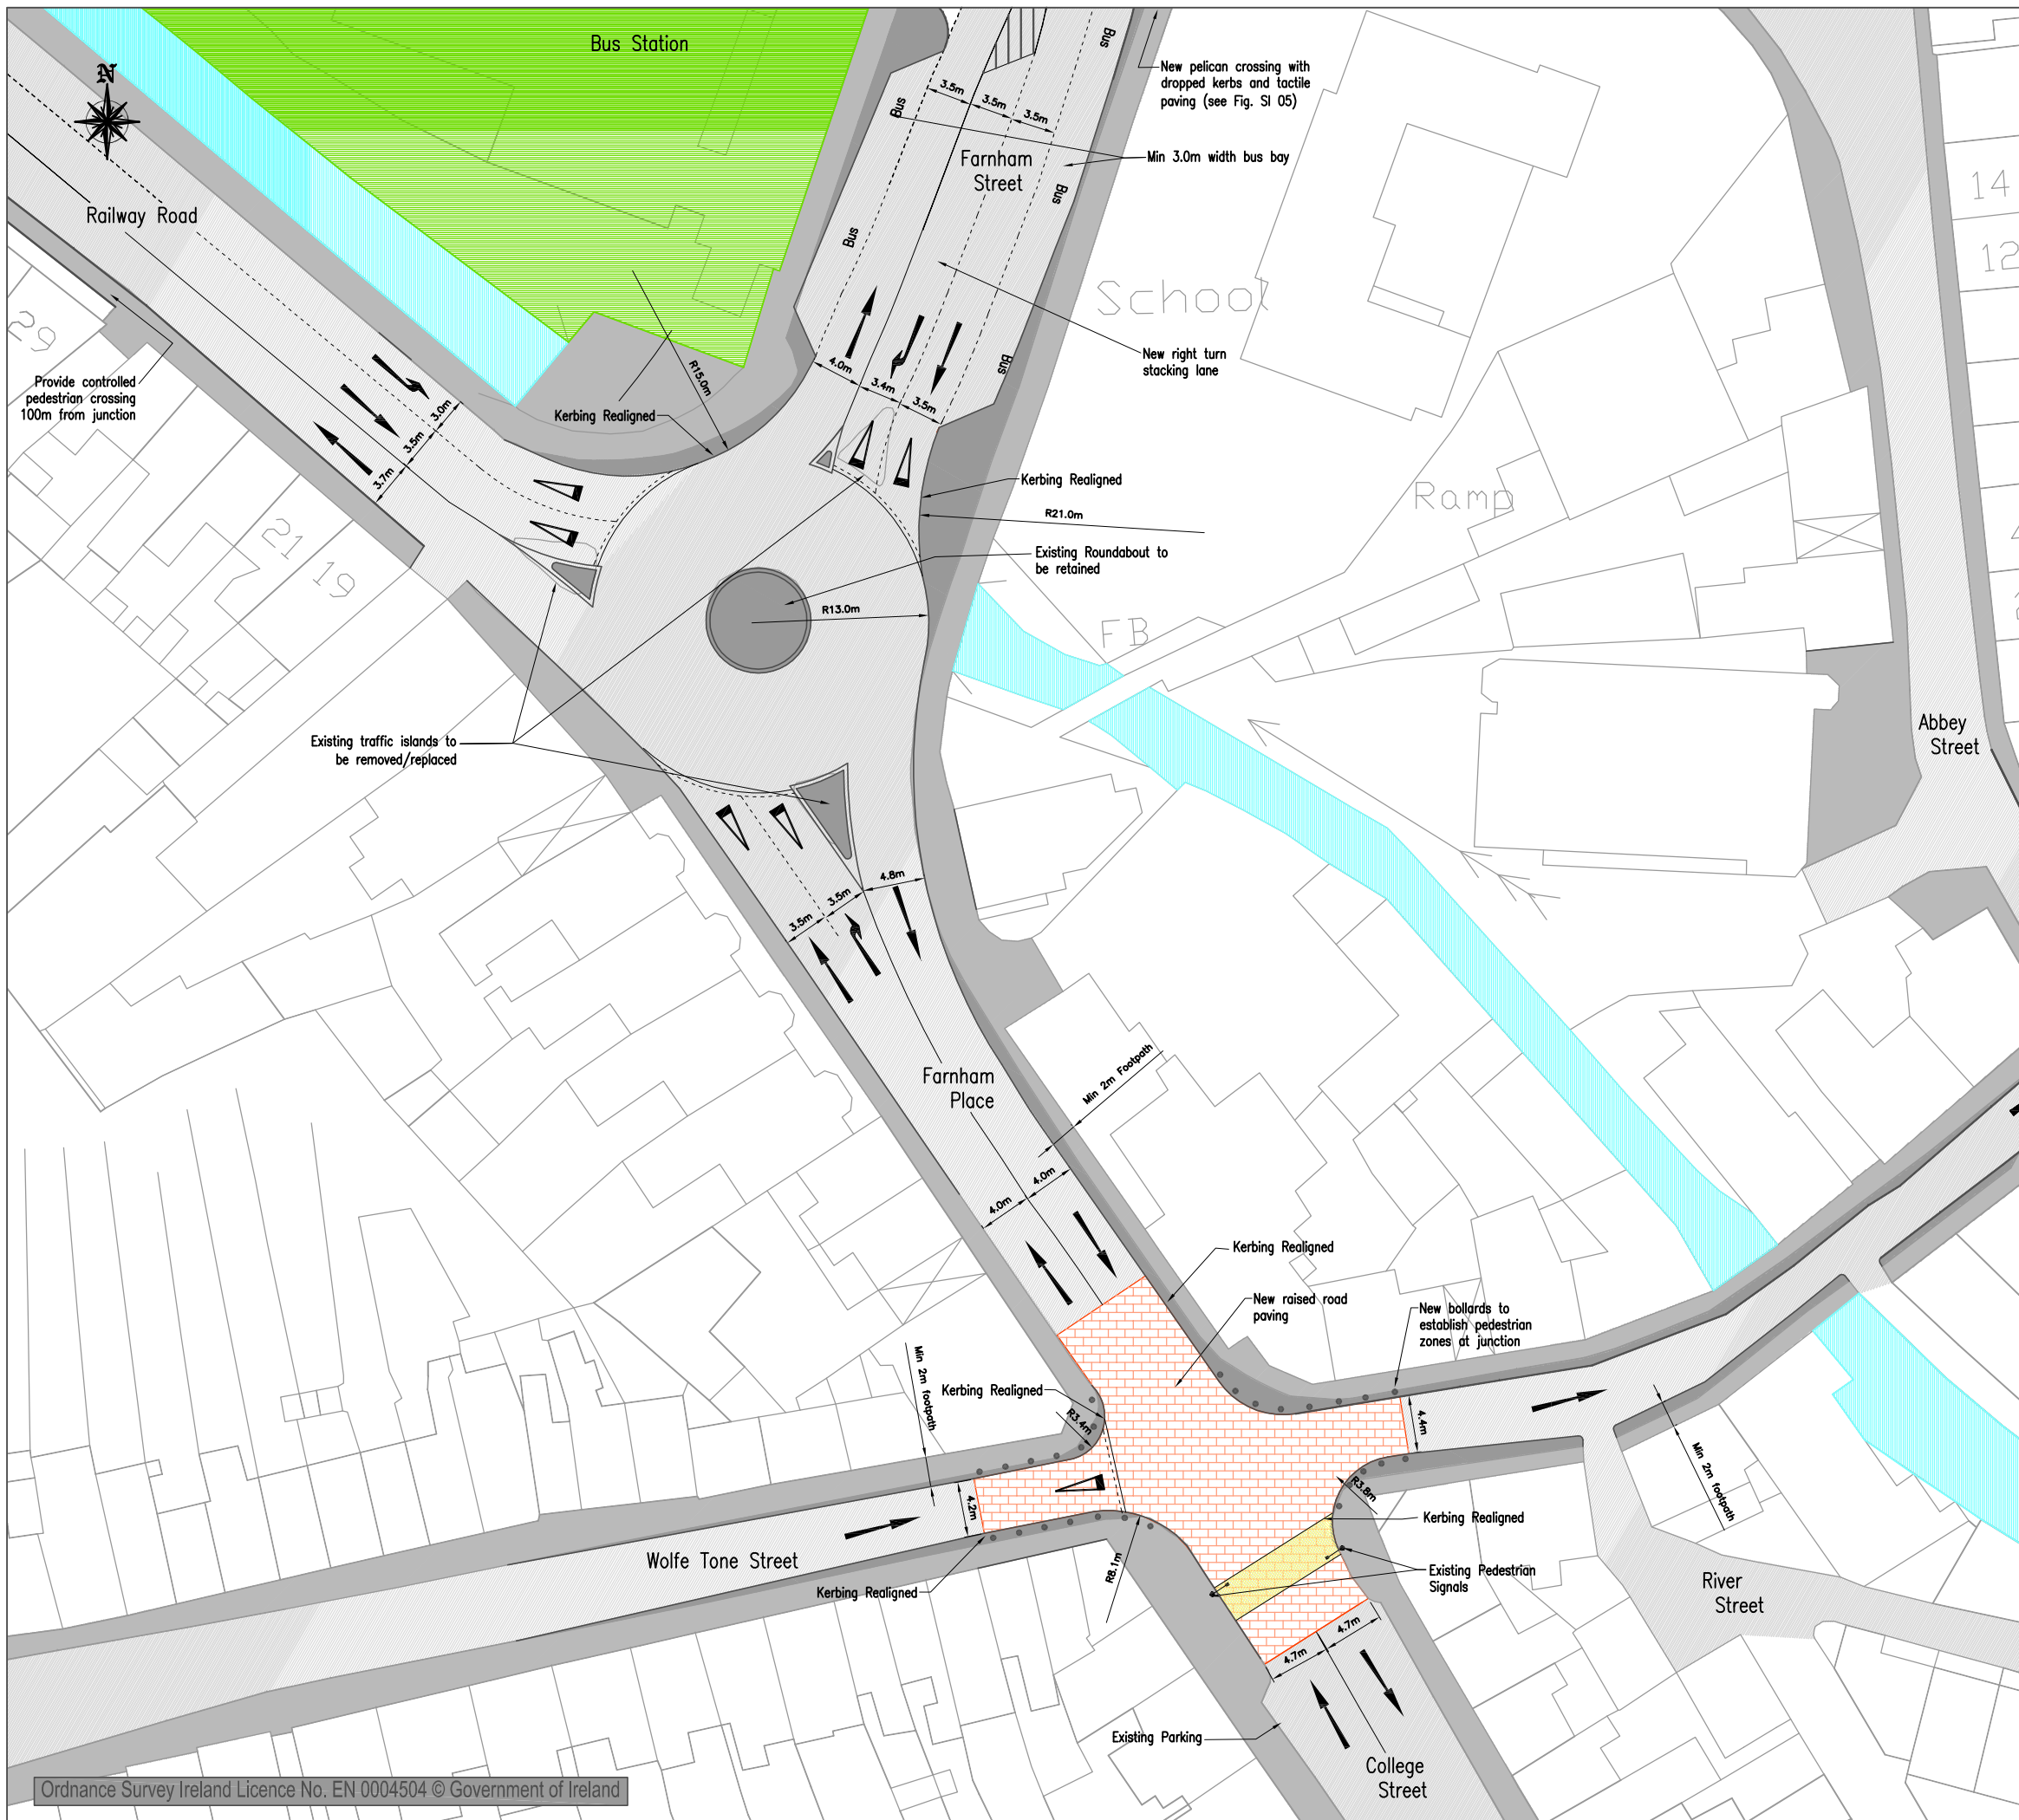 Bus Station
N
Railway Road
29
Provide controlled
pedestrian crossing
100m from junction
21
19
3.7m
3.5m
3.0m
Kerbing Realigned
R15.0m
Bus
Bus
Bus
Bus
Bus
3.5m
3.5m
3.5m
Farnham
Street
New pelican crossing with
dropped kerbs and tactile
paving (see Fig. SI 05)
Min 3.0m width bus bay
School
New right turn
stacking lane
4.0m
3.4m
3.5m
Kerbing Realigned
R21.0m
Existing Roundabout to
be retained
R13.0m
Ramp
FB
14
12
Abbey
Street
Existing traffic islands to
be removed/replaced
3.5m
3.5m
4.8m
Farnham
Place
Min 2m Footpath
4.0m
4.0m
Kerbing Realigned
New raised road
paving
New bollards to
establish pedestrian
zones at junction
Min 2m footpath
Kerbing Realigned
R3.4m
4.4m
Min 2m footpath
4.2m
R3.8m
Kerbing Realigned
Wolfe Tone Street
Kerbing Realigned
R8.1m
Existing Pedestrian
Signals
River
Street
4.7m
4.7m
Existing Parking
College
Street
Ordnance Survey Ireland Licence No. EN 0004504 © Government of Ireland